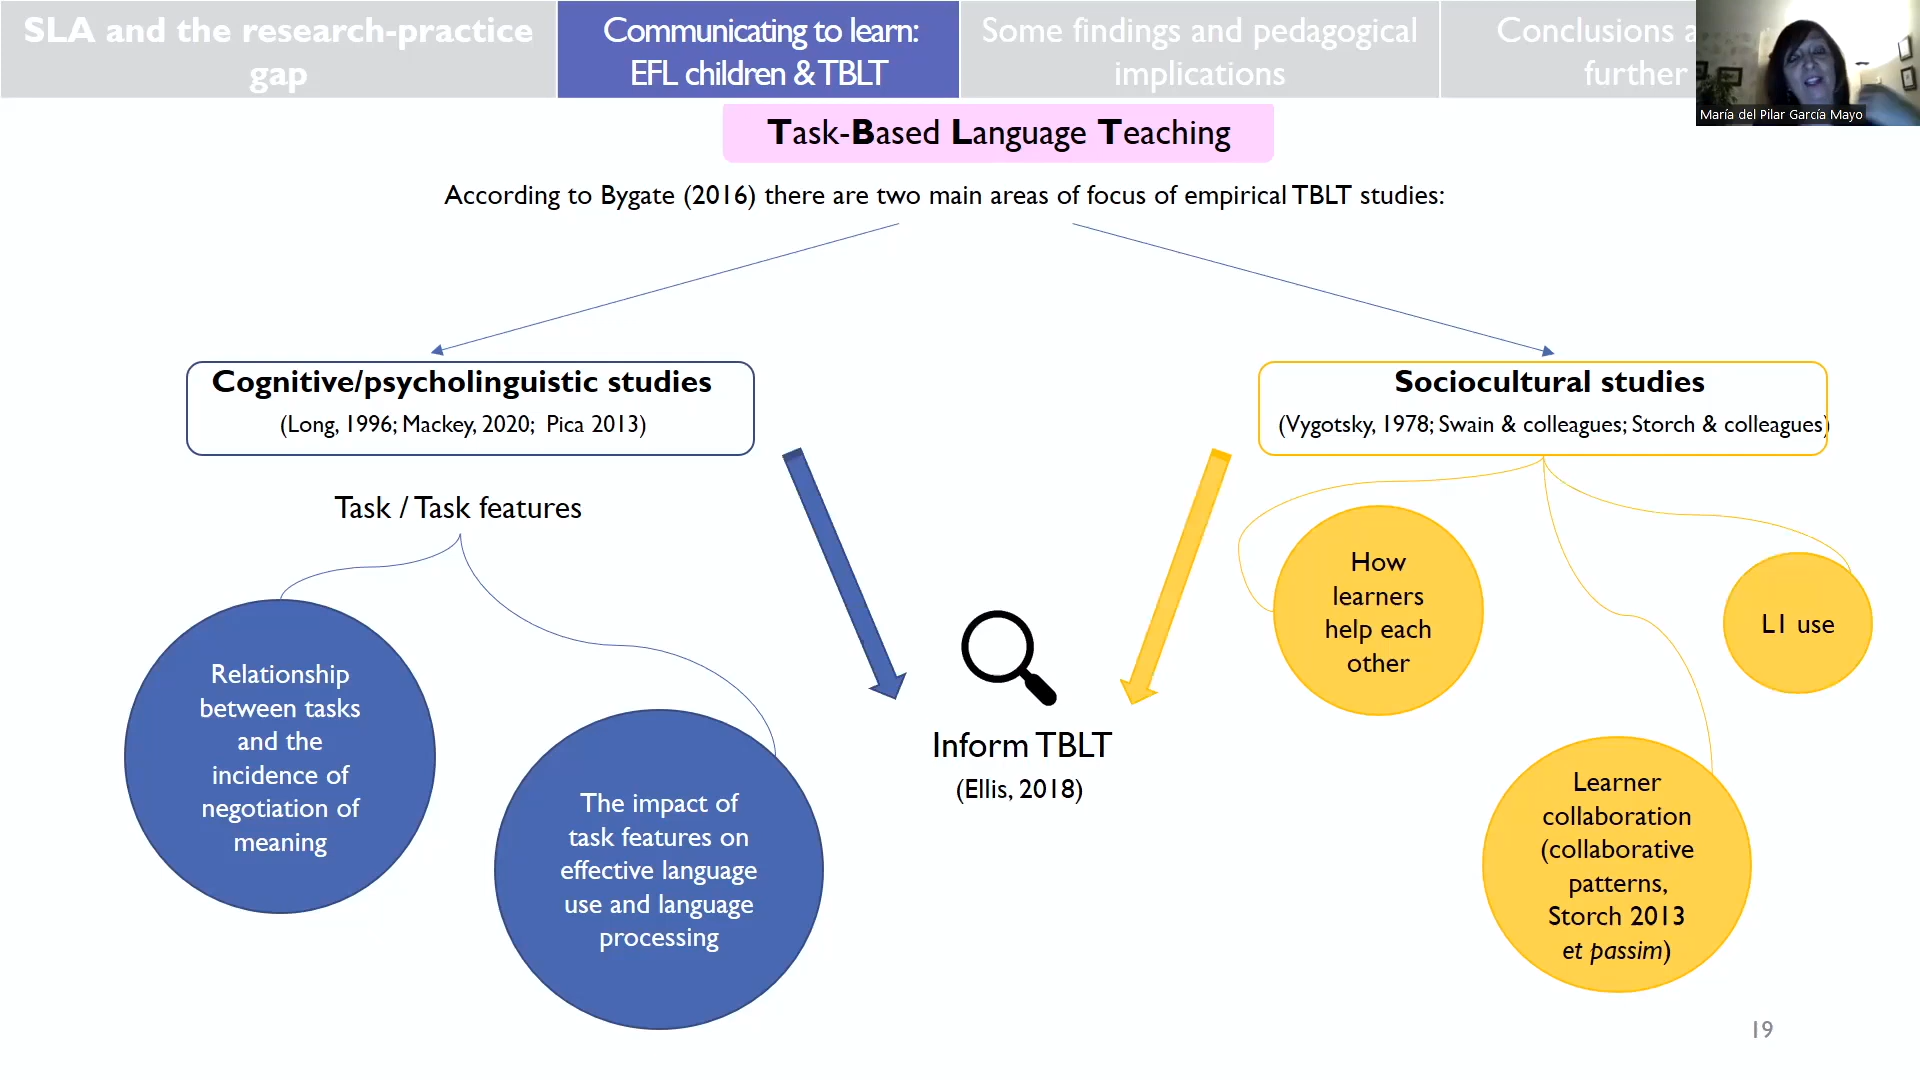 SLA and the research-practice
gap
Communicating to learn:
EFL children & TBLT
Some findings and pedagogical
implications
Conclusions
further
María del Pilar García Mayo
Task-Based Language Teaching
According to Bygate (2016) there are two main areas of focus of empirical TBLT studies:
Cognitive/psycholinguistic studies
(Long, 1996; Mackey, 2020; Pica 2013)
Sociocultural studies
(Vygotsky, 1978; Swain & colleagues; Storch & colleagues)
Task / Task features
Relationship
between tasks
and the
incidence of
negotiation of
meaning
The impact of
task features on
effective language
use and language
processing
Inform TBLT
(Ellis, 2018)
How
learners
help each
other
L1 use
Learner
collaboration
(collaborative
patterns,
Storch 2013
et passim)
19